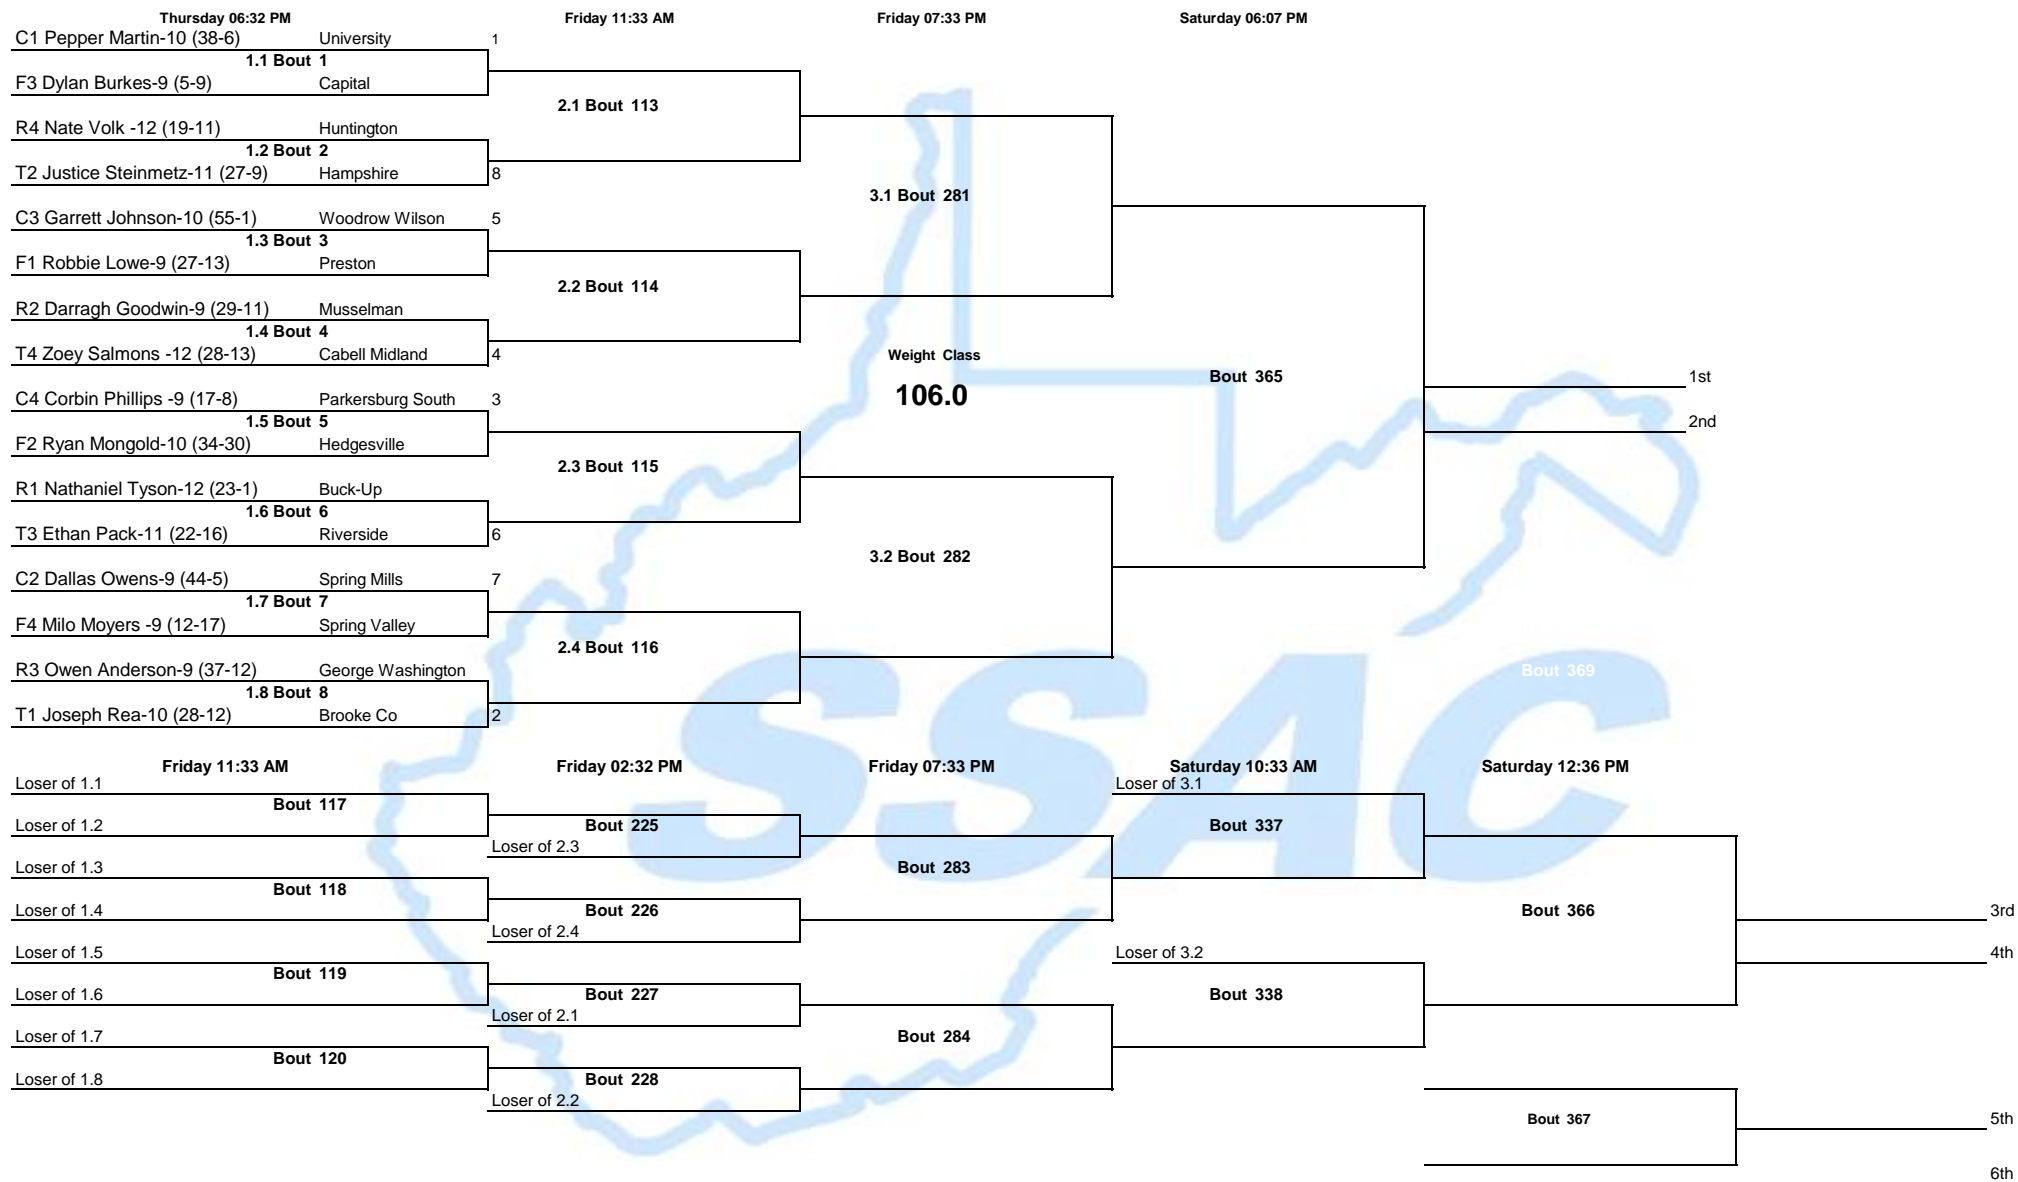 Thursday 06:32 PM Friday 11:33 AM Friday 07:33 PM Saturday 06:07 PM
C1 Pepper Martin-10 (38-6) University 1
1.1 Bout 1
F3 Dylan Burkes-9 (5-9) Capital
2.1 Bout 113
R4 Nate Volk -12 (19-11) Huntington
1.2 Bout 2
T2 Justice Steinmetz-11 (27-9) Hampshire 8
3.1 Bout 281
C3 Garrett Johnson-10 (55-1) Woodrow Wilson 5
1.3 Bout 3
F1 Robbie Lowe-9 (27-13) Preston
2.2 Bout 114
R2 Darragh Goodwin-9 (29-11) Musselman
1.4 Bout 4
T4 Zoey Salmons -12 (28-13) Cabell Midland 4
Weight Class
106.0
Bout 365
1st
2nd
C4 Corbin Phillips -9 (17-8) Parkersburg South 3
1.5 Bout 5
F2 Ryan Mongold-10 (34-30) Hedgesville
2.3 Bout 115
R1 Nathaniel Tyson-12 (23-1) Buck-Up
1.6 Bout 6
T3 Ethan Pack-11 (22-16) Riverside 6
3.2 Bout 282
C2 Dallas Owens-9 (44-5) Spring Mills 7
1.7 Bout 7
F4 Milo Moyers -9 (12-17) Spring Valley
2.4 Bout 116
R3 Owen Anderson-9 (37-12) George Washington
Bout 369
1.8 Bout 8
T1 Joseph Rea-10 (28-12) Brooke Co 2
SSAC
Friday 11:33 AM Friday 02:32 PM Friday 07:33 PM Saturday 10:33 AM Saturday 12:36 PM
Loser of 1.1 Loser of 3.1
Bout 117
Loser of 1.2 Bout 225 Bout 337
Loser of 2.3
Loser of 1.3 Bout 283
Bout 118
Loser of 1.4 Bout 226 Bout 366 3rd
Loser of 2.4
Loser of 1.5 Loser of 3.2 4th
Bout 119
Loser of 1.6 Bout 227 Bout 338
Loser of 2.1
Loser of 1.7 Bout 284
Bout 120
Loser of 1.8 Bout 228
Loser of 2.2
Bout 367 5th
6th